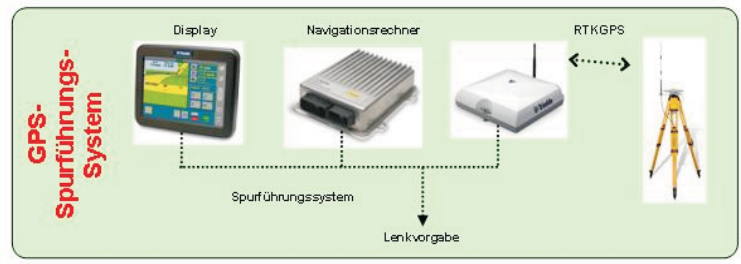 Display
Navigationsrechner
RTKGPS
GPS-
Spurführungs-
System
Spurführungssystem
Lenkvorgabe